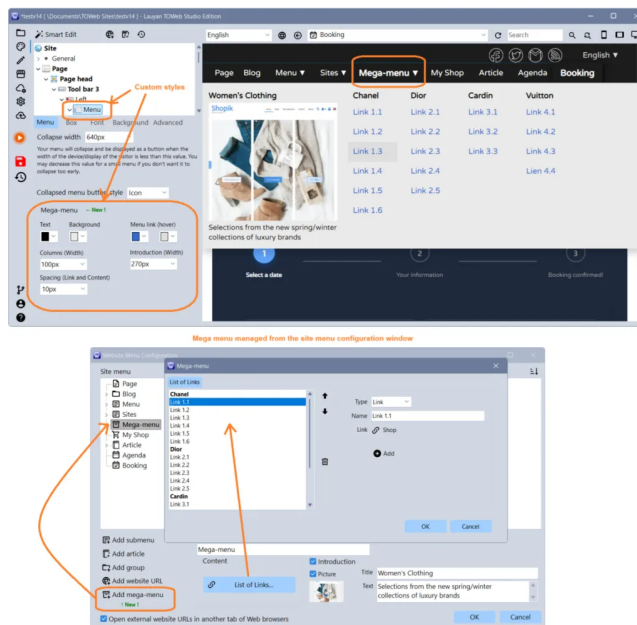 *testv14 [ \Documents\TOWeb Sites\testv14 ] - Lauyan TOWeb Studio Edition
Smart Edit
English
Booking
Search
Site
General
Page
Page head
Tool bar 3
Left
Menu
Custom styles
Menu Box Font Background Advanced
Collapse width 640px
Your menu will collapse and be displayed as a button when the
width of the device/display of the visitor is less than this value. You
may decrease this value for a small menu if you don't want it to
collapse too early.
Collapsed menu button style Icon
Mega-menu - New !
Text Background Menu link (hover)
Columns (Width) Introduction (Width)
100px 270px
Spacing (Link and Content)
10px
English ▼
Page Blog Menu ▼ Sites ▼ Mega-menu ▼ My Shop Article Agenda Booking
Women's Clothing
Shopik
Selections from the new spring/winter
collections of luxury brands
Chanel Dior Cardin Vuitton
Link 1.1 Link 2.1 Link 3.1 Link 4.1
Link 1.2 Link 2.2 Link 3.2 Link 4.2
Link 1.3 Link 2.3 Link 3.3 Link 4.3
Link 1.4 Link 2.4 Lien 4.4
Link 1.5 Link 2.5
Link 1.6
1 2 3
Select a date Your information Booking confirmed!
Mega menu managed from the site menu configuration window
Website Menu Configuration
Site menu
Page
Blog
Menu
Sites
Mega-menu
My Shop
Article
Agenda
Booking
Mega-menu
List of Links
Chanel
Link 1.1
Link 1.2
Link 1.3
Link 1.4
Link 1.5
Link 1.6
Dior
Link 2.1
Link 2.2
Link 2.3
Link 2.4
Link 2.5
Cardin
Link 3.1
Type Link
Name Link 1.1
Link Shop
Add
OK Cancel
Add submenu
Add article
Add group
Add website URL
Add mega-menu
! New !
Mega-menu
Content
List of Links...
Introduction
Picture
Title Women's Clothing
Text Selections from the new spring/winter
collections of luxury brands
Open external website URLs in another tab of Web browsers
OK Cancel